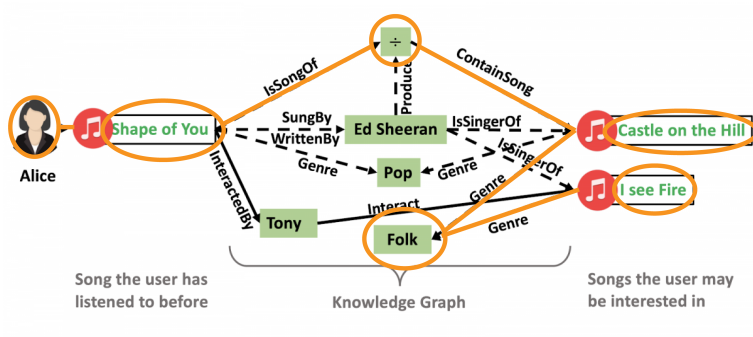 ÷
IsSongOf
ContainSong
Produce
SungBy
IsSingerOf
Shape of You
Ed Sheeran
Castle on the Hill
WrittenBy
IsSingerOf
Alice
Genre
Pop
Genre
Genre
I see Fire
InteractedBy
Interact
Tony
Genre
Folk
Song the user has
listened to before
Knowledge Graph
Songs the user may
be interested in